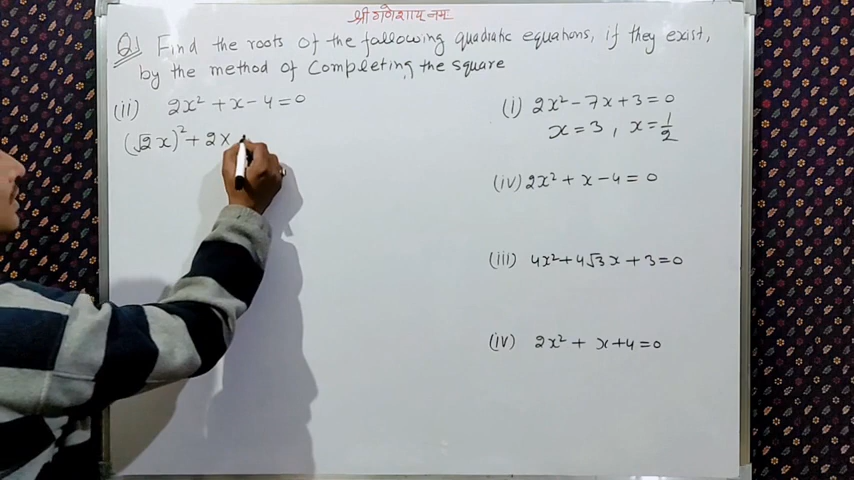 श्री गणेशाय नमः
Q1 Find the roots of the following quadratic equations, if they exist,
by the method of Completing the square
(ii) 2x² + x - 4 = 0
(√2 x)² + 2×
(i) 2x² - 7x + 3 = 0
x = 3 , x = 1/2
(iv) 2x² + x - 4 = 0
(iii) 4x² + 4√3x + 3 = 0
(iv) 2x² + x + 4 = 0